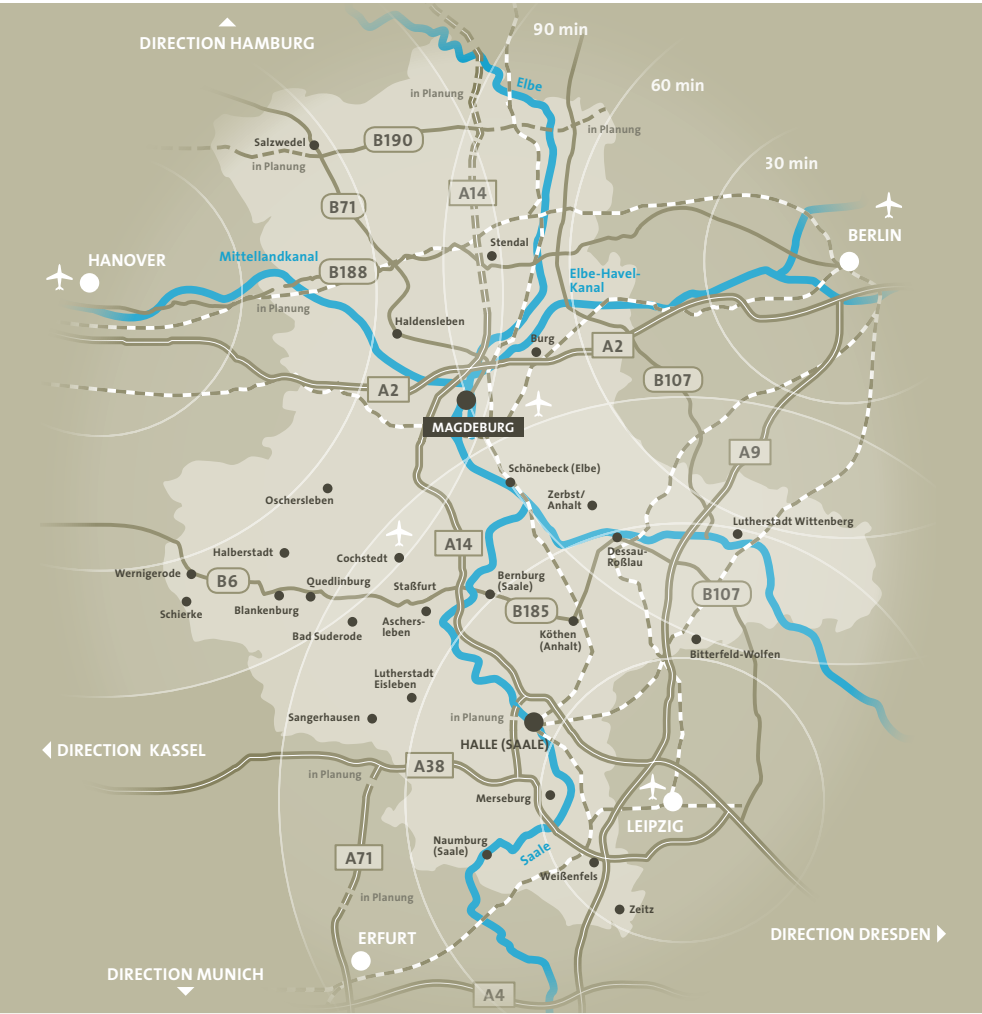 90 min
DIRECTION HAMBURG
60 min
Elbe
in Planung
in Planung
B190
Salzwedel
in Planung
30 min
A14
B71
BERLIN
Stendal
Mittellandkanal
HANOVER
B188
Elbe-Havel-
Kanal
in Planung
Haldensleben
Burg
A2
B107
A2
MAGDEBURG
A9
Schönebeck (Elbe)
Oschersleben
Zerbst/
Anhalt
Lutherstadt Wittenberg
A14
Halberstadt
Cochstedt
Dessau-
Roßlau
Wernigerode
B6
Quedlinburg
Staßfurt
Bernburg
(Saale)
B107
Schierke
Blankenburg
B185
Aschers-
leben
Bad Suderode
Köthen
(Anhalt)
Bitterfeld-Wolfen
Lutherstadt
Eisleben
Sangerhausen
in Planung
HALLE (SAALE)
DIRECTION KASSEL
A38
in Planung
Merseburg
LEIPZIG
Naumburg
(Saale)
Saale
A71
Weißenfels
in Planung
Zeitz
ERFURT
DIRECTION DRESDEN
DIRECTION MUNICH
A4